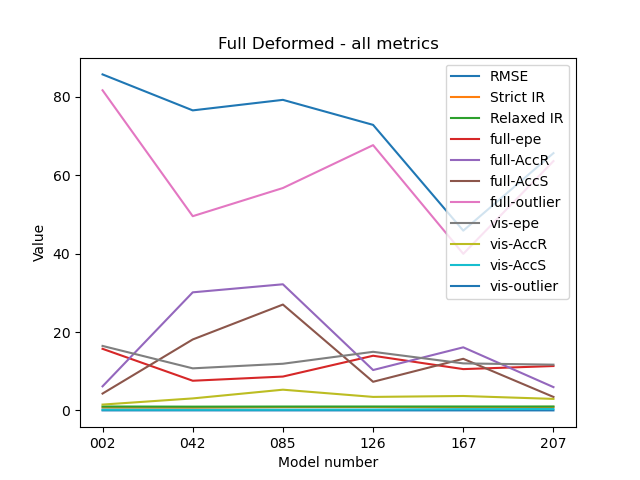 Full Deformed - all metrics
RMSE
Strict IR
Relaxed IR
full-epe
full-AccR
full-AccS
full-outlier
vis-epe
vis-AccR
vis-AccS
vis-outlier
80
60
40
20
0
Value
002 042 085 126 167 207
Model number